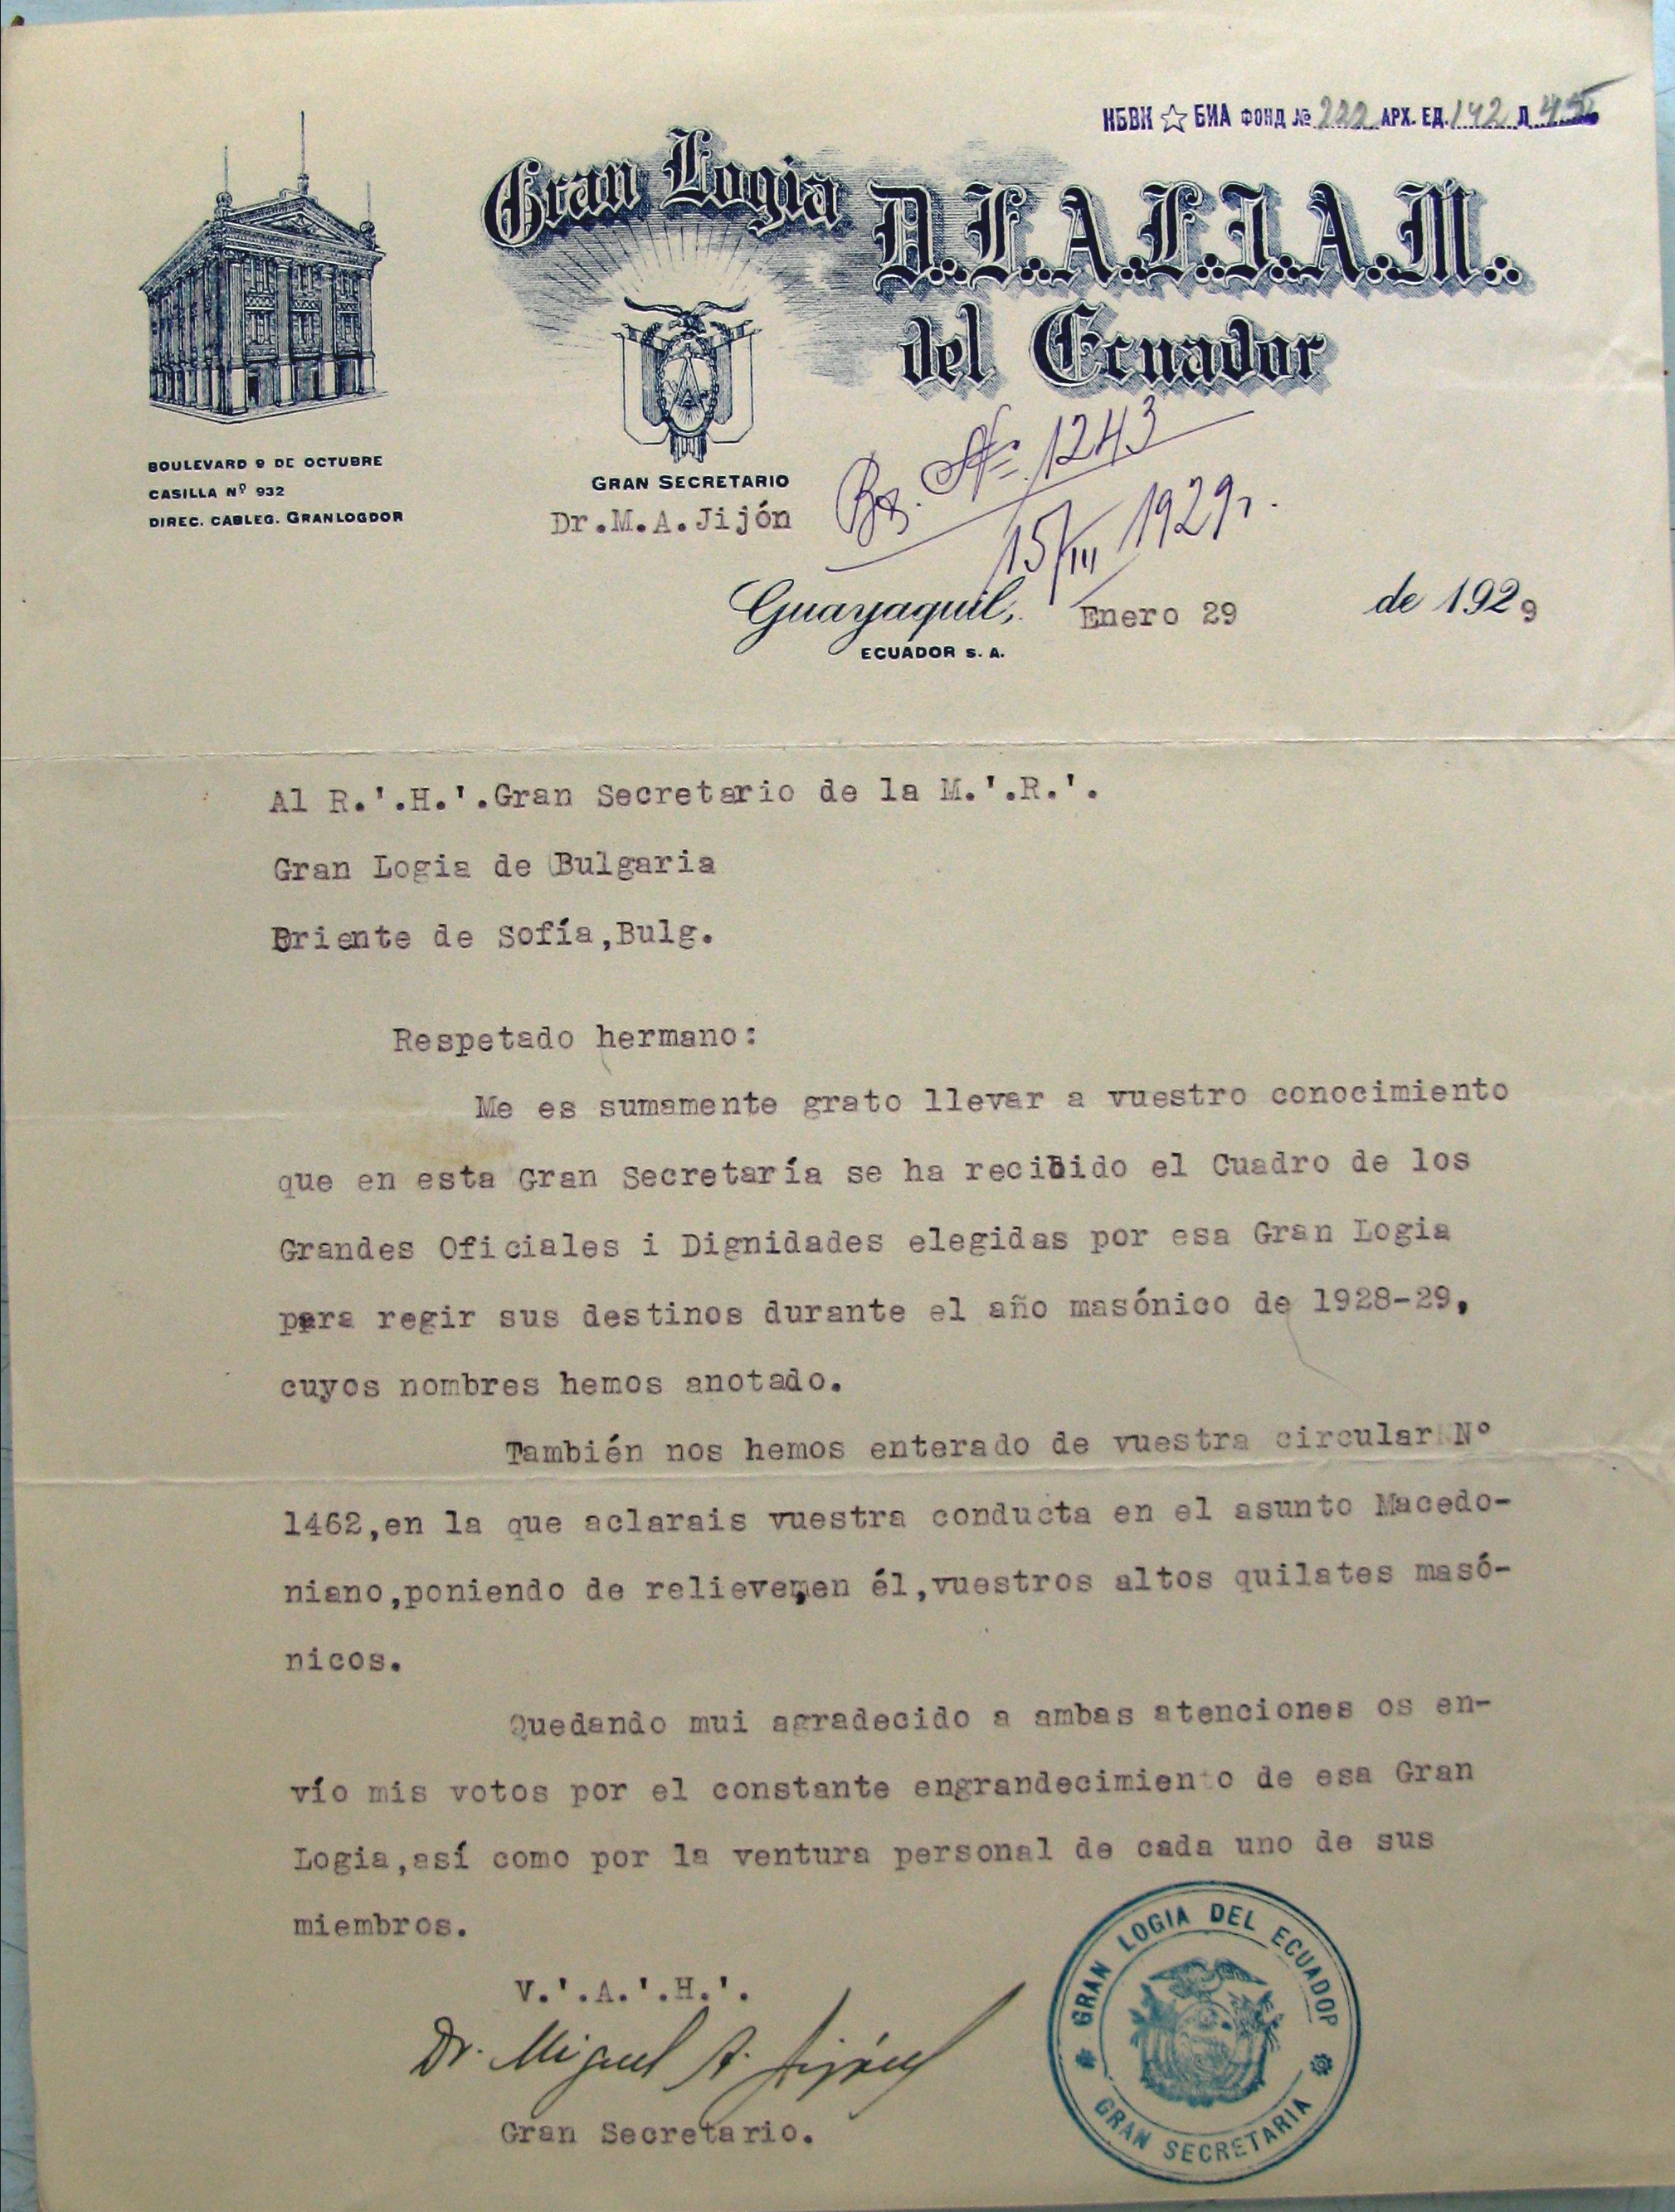 НБВК ☆ БИА ФОНД № 222 АРХ. ЕД. 142 Л
Gran Logia D.·.L.·.A.·.L.·.I.·.A.·.M.·.
del Ecuador
BOULEVARD 9 DE OCTUBRE
CASILLA Nº 932
DIREC. CABLEG. GRANLOGDOR
GRAN SECRETARIO
Dr.M.A.Jijón
Вх. № 1243
15/III 1929г.
Guayaquil, Enero 29 de 1929
ECUADOR S. A.
Al R.'.H.'.Gran Secretario de la M.'.R.'.
Gran Logia de Bulgaria
Oriente de Sofía,Bulg.
Respetado hermano:
Me es sumamente grato llevar a vuestro conocimiento
que en esta Gran Secretaría se ha recibido el Cuadro de los
Grandes Oficiales i Dignidades elegidas por esa Gran Logia
para regir sus destinos durante el año masónico de 1928-29,
cuyos nombres hemos anotado.
También nos hemos enterado de vuestra circular Nº
1462,en la que aclarais vuestra conducta en el asunto Macedo-
niano,poniendo de relieve,en él,vuestros altos quilates masó-
nicos.
Quedando mui agradecido a ambas atenciones os en-
vío mis votos por el constante engrandecimiento de esa Gran
Logia,así como por la ventura personal de cada uno de sus
miembros.
V.'.A.'.H.'.
Dr. Miguel A. Jijón
Gran Secretario.
GRAN LOGIA DEL ECUADOR
GRAN SECRETARIA